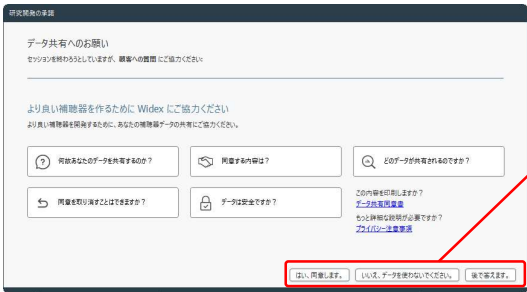 研究開発の承諾
データ共有へのお願い
セッションを終わろうとしていますが、顧客への質問 にご協力ください:
より良い補聴器を作るために Widex にご協力ください
より良い補聴器を開発するために、あなたの補聴器データの共有にご協力ください。
何故あなたのデータを共有するのか？
同意する内容は？
どのデータが共有されるのですか？
同意を取り消すことはできますか？
データは安全ですか？
この内容を印刷しますか？
データ共有同意書
もっと詳細な説明が必要ですか？
プライバシー注意事項
はい、同意します。
いいえ、データを使わないでください。
後で答えます。